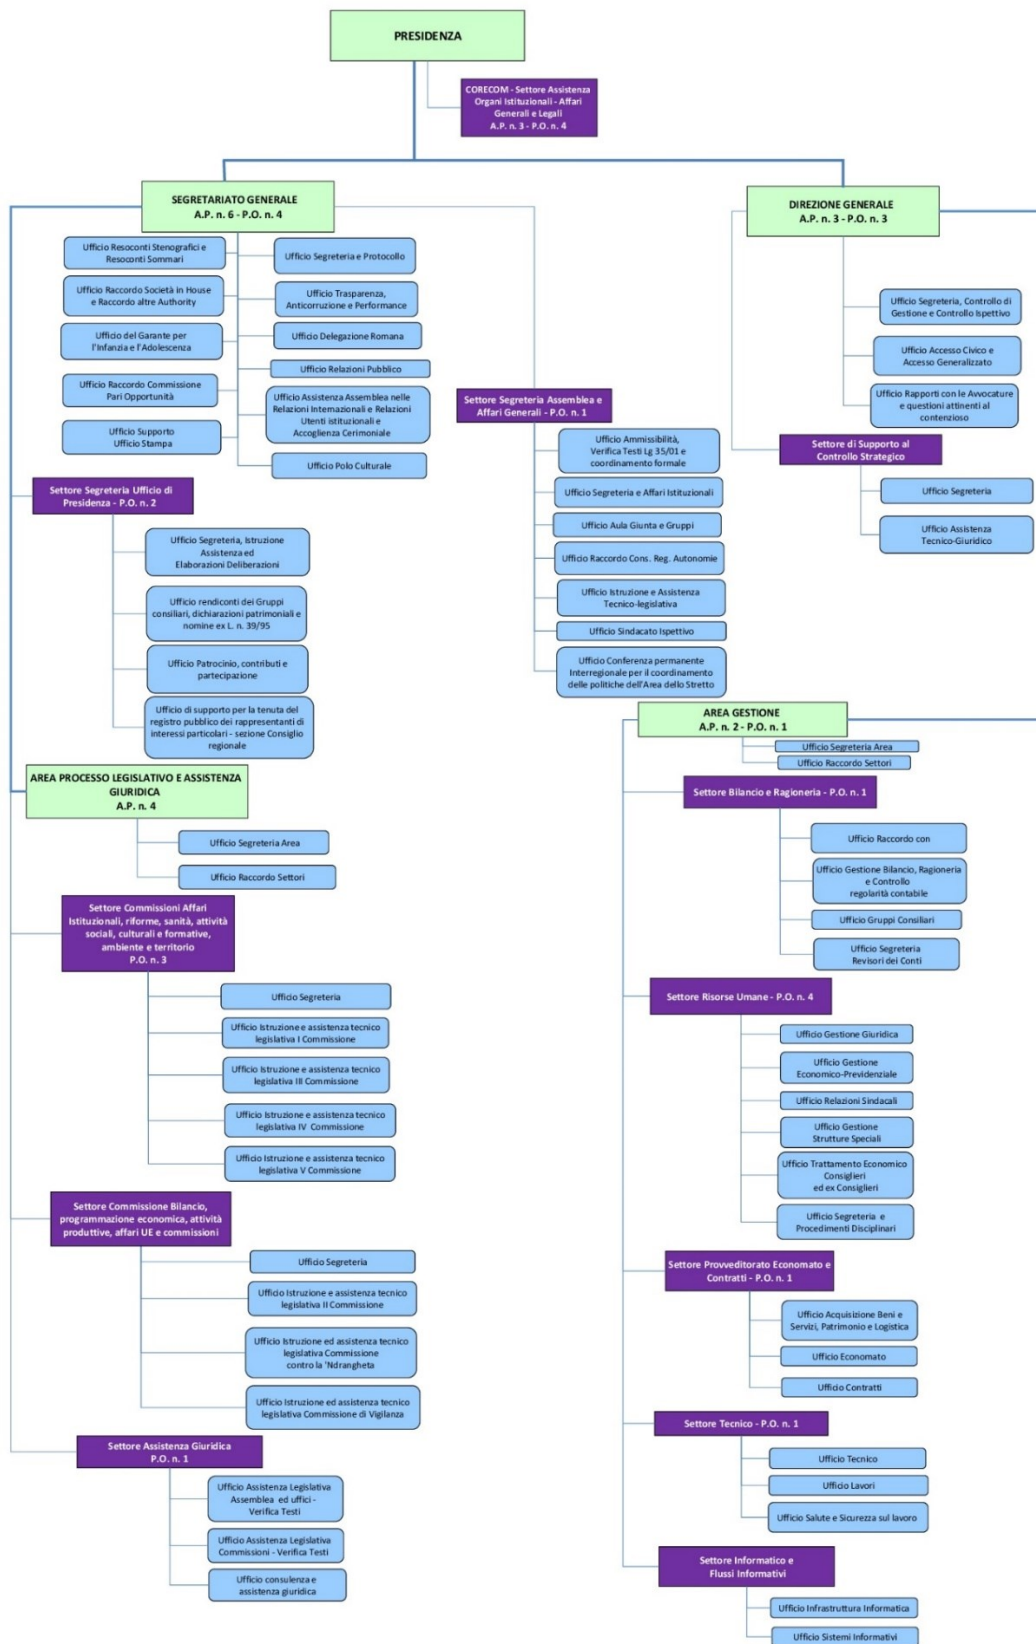 PRESIDENZA
CORECOM - Settore Assistenza
Organi Istituzionali - Affari
Generali e Legali
A.P. n. 3 - P.O. n. 4
SEGRETARIATO GENERALE
A.P. n. 6 - P.O. n. 4
Ufficio Resoconti Stenografici e
Resoconti Sommari
Ufficio Raccordo Società in House
e Raccordo altre Authority
Ufficio del Garante per
l'Infanzia e l'Adolescenza
Ufficio Raccordo Commissione
Pari Opportunità
Ufficio Supporto
Ufficio Stampa
Ufficio Segreteria e Protocollo
Ufficio Trasparenza,
Anticorruzione e Performance
Ufficio Delegazione Romana
Ufficio Relazioni Pubblico
Ufficio Assistenza Assemblea nelle
Relazioni Internazionali e Relazioni
Utenti istituzionali e
Accoglienza Cerimoniale
Ufficio Polo Culturale
Settore Segreteria Ufficio di
Presidenza - P.O. n. 2
Ufficio Segreteria, Istruzione
Assistenza ed
Elaborazioni Deliberazioni
Ufficio rendiconti dei Gruppi
consiliari, dichiarazioni patrimoniali e
nomine ex L. n. 39/95
Ufficio Patrocinio, contributi e
partecipazione
Ufficio di supporto per la tenuta del
registro pubblico dei rappresentanti di
interessi particolari - sezione Consiglio
regionale
Settore Segreteria Assemblea e
Affari Generali - P.O. n. 1
Ufficio Ammissibilità,
Verifica Testi Lg 35/01 e
coordinamento formale
Ufficio Segreteria e Affari Istituzionali
Ufficio Aula Giunta e Gruppi
Ufficio Raccordo Cons. Reg. Autonomie
Ufficio Istruzione e Assistenza
Tecnico-legislativa
Ufficio Sindacato Ispettivo
Ufficio Conferenza permanente
Interregionale per il coordinamento
delle politiche dell'Area dello Stretto
AREA PROCESSO LEGISLATIVO E ASSISTENZA
GIURIDICA
A.P. n. 4
Ufficio Segreteria Area
Ufficio Raccordo Settori
Settore Commissioni Affari
Istituzionali, riforme, sanità, attività
sociali, culturali e formative,
ambiente e territorio
P.O. n. 3
Ufficio Segreteria
Ufficio Istruzione e assistenza tecnico
legislativa I Commissione
Ufficio Istruzione e assistenza tecnico
legislativa III Commissione
Ufficio Istruzione e assistenza tecnico
legislativa IV Commissione
Ufficio Istruzione e assistenza tecnico
legislativa V Commissione
Settore Commissione Bilancio,
programmazione economica, attività
produttive, affari UE e commissioni
Ufficio Segreteria
Ufficio Istruzione e assistenza tecnico
legislativa II Commissione
Ufficio Istruzione ed assistenza tecnico
legislativa Commissione
contro la 'Ndrangheta
Ufficio Istruzione ed assistenza tecnico
legislativa Commissione di Vigilanza
Settore Assistenza Giuridica
P.O. n. 1
Ufficio Assistenza Legislativa
Assemblea ed uffici -
Verifica Testi
Ufficio Assistenza Legislativa
Commissioni - Verifica Testi
Ufficio consulenza e
assistenza giuridica
DIREZIONE GENERALE
A.P. n. 3 - P.O. n. 3
Ufficio Segreteria, Controllo di
Gestione e Controllo Ispettivo
Ufficio Accesso Civico e
Accesso Generalizzato
Ufficio Rapporti con le Avvocature
e questioni attinenti al
contenzioso
Settore di Supporto al
Controllo Strategico
Ufficio Segreteria
Ufficio Assistenza
Tecnico-Giuridico
AREA GESTIONE
A.P. n. 2 - P.O. n. 1
Ufficio Segreteria Area
Ufficio Raccordo Settori
Settore Bilancio e Ragioneria - P.O. n. 1
Ufficio Raccordo con
Ufficio Gestione Bilancio, Ragioneria
e Controllo
regolarità contabile
Ufficio Gruppi Consiliari
Ufficio Segreteria
Revisori dei Conti
Settore Risorse Umane - P.O. n. 4
Ufficio Gestione Giuridica
Ufficio Gestione
Economico-Previdenziale
Ufficio Relazioni Sindacali
Ufficio Gestione
Strutture Speciali
Ufficio Trattamento Economico
Consiglieri
ed ex Consiglieri
Ufficio Segreteria e
Procedimenti Disciplinari
Settore Provveditorato Economato e
Contratti - P.O. n. 1
Ufficio Acquisizione Beni e
Servizi, Patrimonio e Logistica
Ufficio Economato
Ufficio Contratti
Settore Tecnico - P.O. n. 1
Ufficio Tecnico
Ufficio Lavori
Ufficio Salute e Sicurezza sul lavoro
Settore Informatico e
Flussi Informativi
Ufficio Infrastruttura Informatica
Ufficio Sistemi Informativi